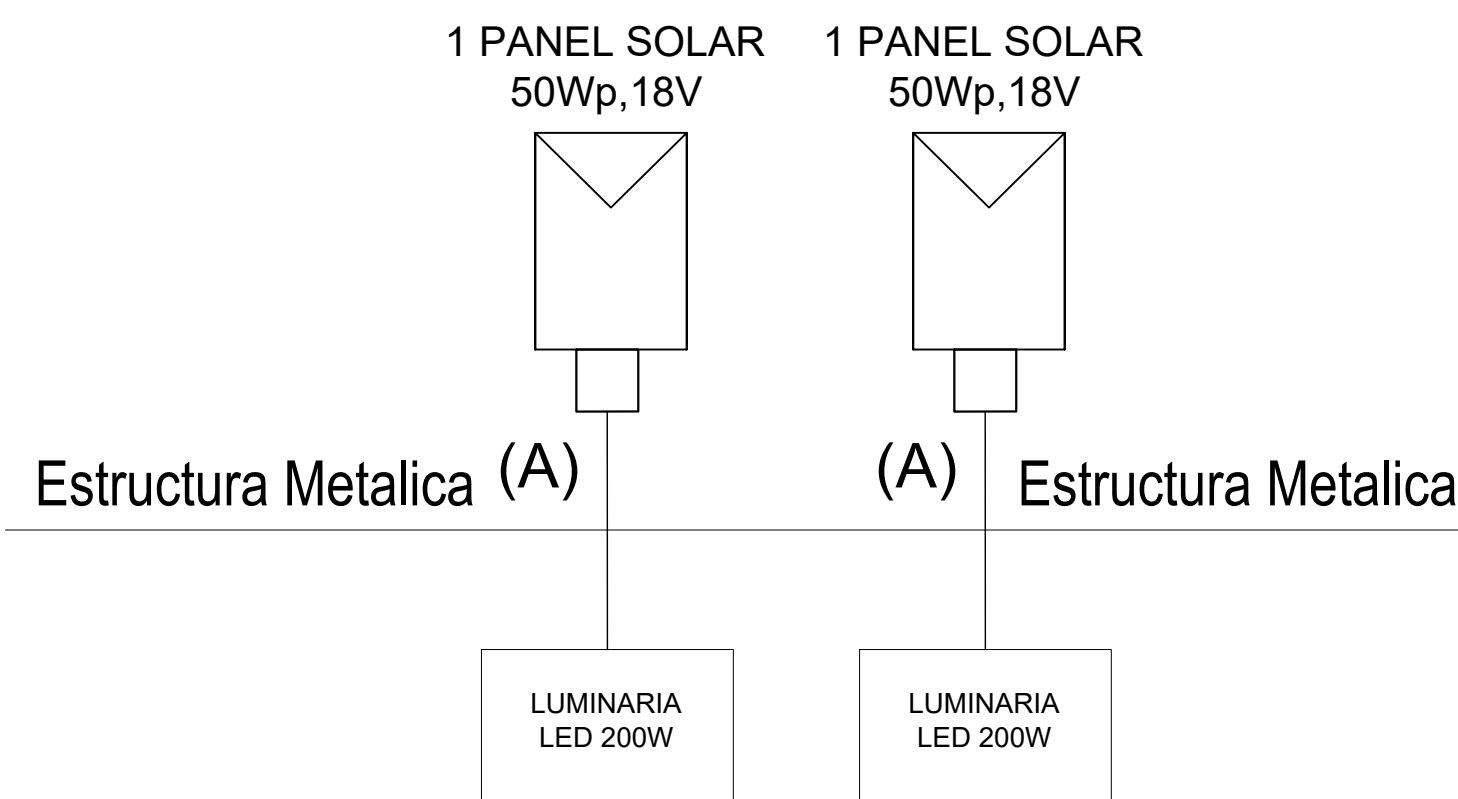 1 PANEL SOLAR
50Wp,18V
1 PANEL SOLAR
50Wp,18V
Estructura Metalica
(A)
(A)
Estructura Metalica
LUMINARIA
LED 200W
LUMINARIA
LED 200W